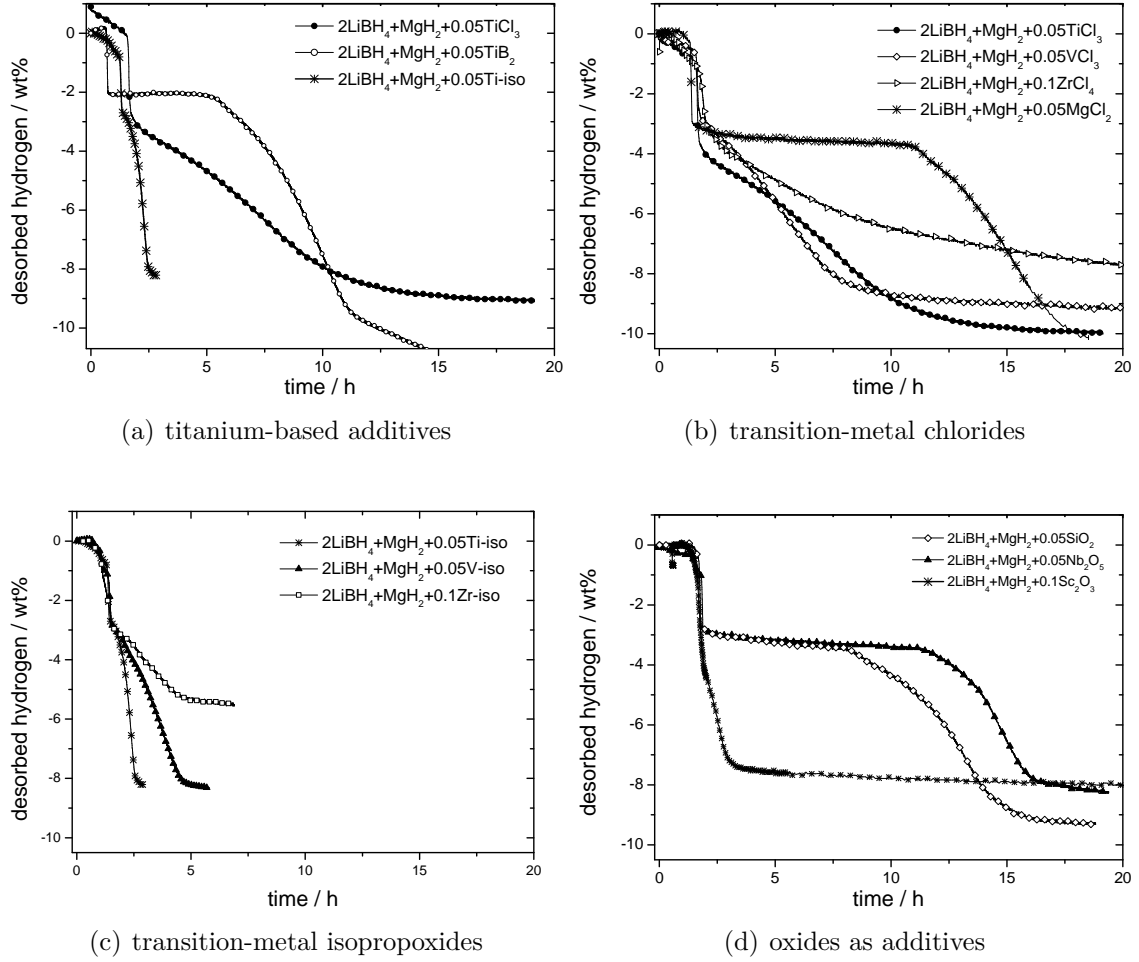 2LiBH₄+MgH₂+0.05TiCl₃
2LiBH₄+MgH₂+0.05TiB₂
2LiBH₄+MgH₂+0.05Ti-iso
desorbed hydrogen / wt%
0
-2
-4
-6
-8
-10
0 5 10 15 20
time / h
(a) titanium-based additives
2LiBH₄+MgH₂+0.05TiCl₃
2LiBH₄+MgH₂+0.05VCl₃
2LiBH₄+MgH₂+0.1ZrCl₄
2LiBH₄+MgH₂+0.05MgCl₂
desorbed hydrogen / wt%
0
-2
-4
-6
-8
-10
0 5 10 15 20
time / h
(b) transition-metal chlorides
2LiBH₄+MgH₂+0.05Ti-iso
2LiBH₄+MgH₂+0.05V-iso
2LiBH₄+MgH₂+0.1Zr-iso
desorbed hydrogen / wt%
0
-2
-4
-6
-8
-10
0 5 10 15 20
time / h
(c) transition-metal isopropoxides
2LiBH₄+MgH₂+0.05SiO₂
2LiBH₄+MgH₂+0.05Nb₂O₅
2LiBH₄+MgH₂+0.1Sc₂O₃
desorbed hydrogen / wt%
0
-2
-4
-6
-8
-10
0 5 10 15 20
time / h
(d) oxides as additives